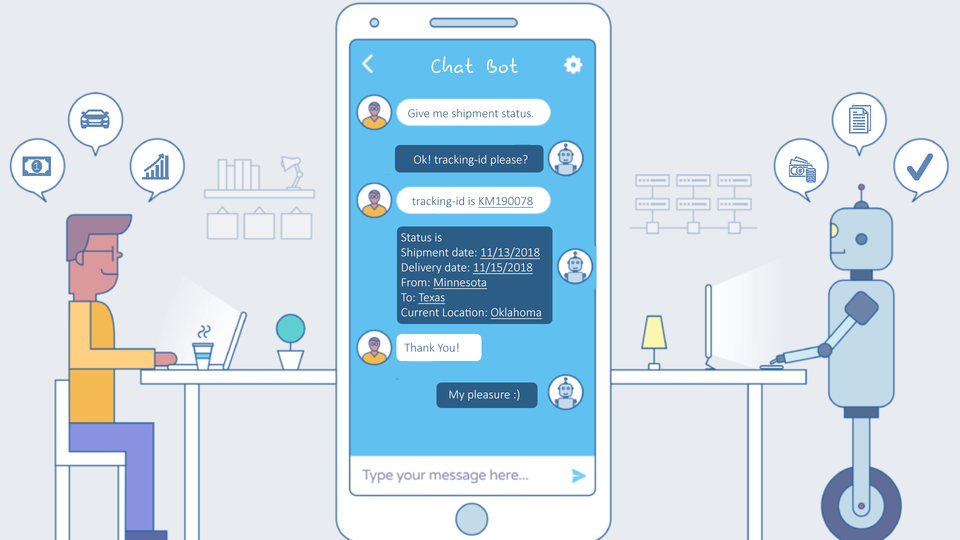 Chat Bot
Give me shipment status.
Ok! tracking-id please?
tracking-id is KM190078
Status is
Shipment date: 11/13/2018
Delivery date: 11/15/2018
From: Minnesota
To: Texas
Current Location: Oklahoma
Thank You!
My pleasure :)
Type your message here...